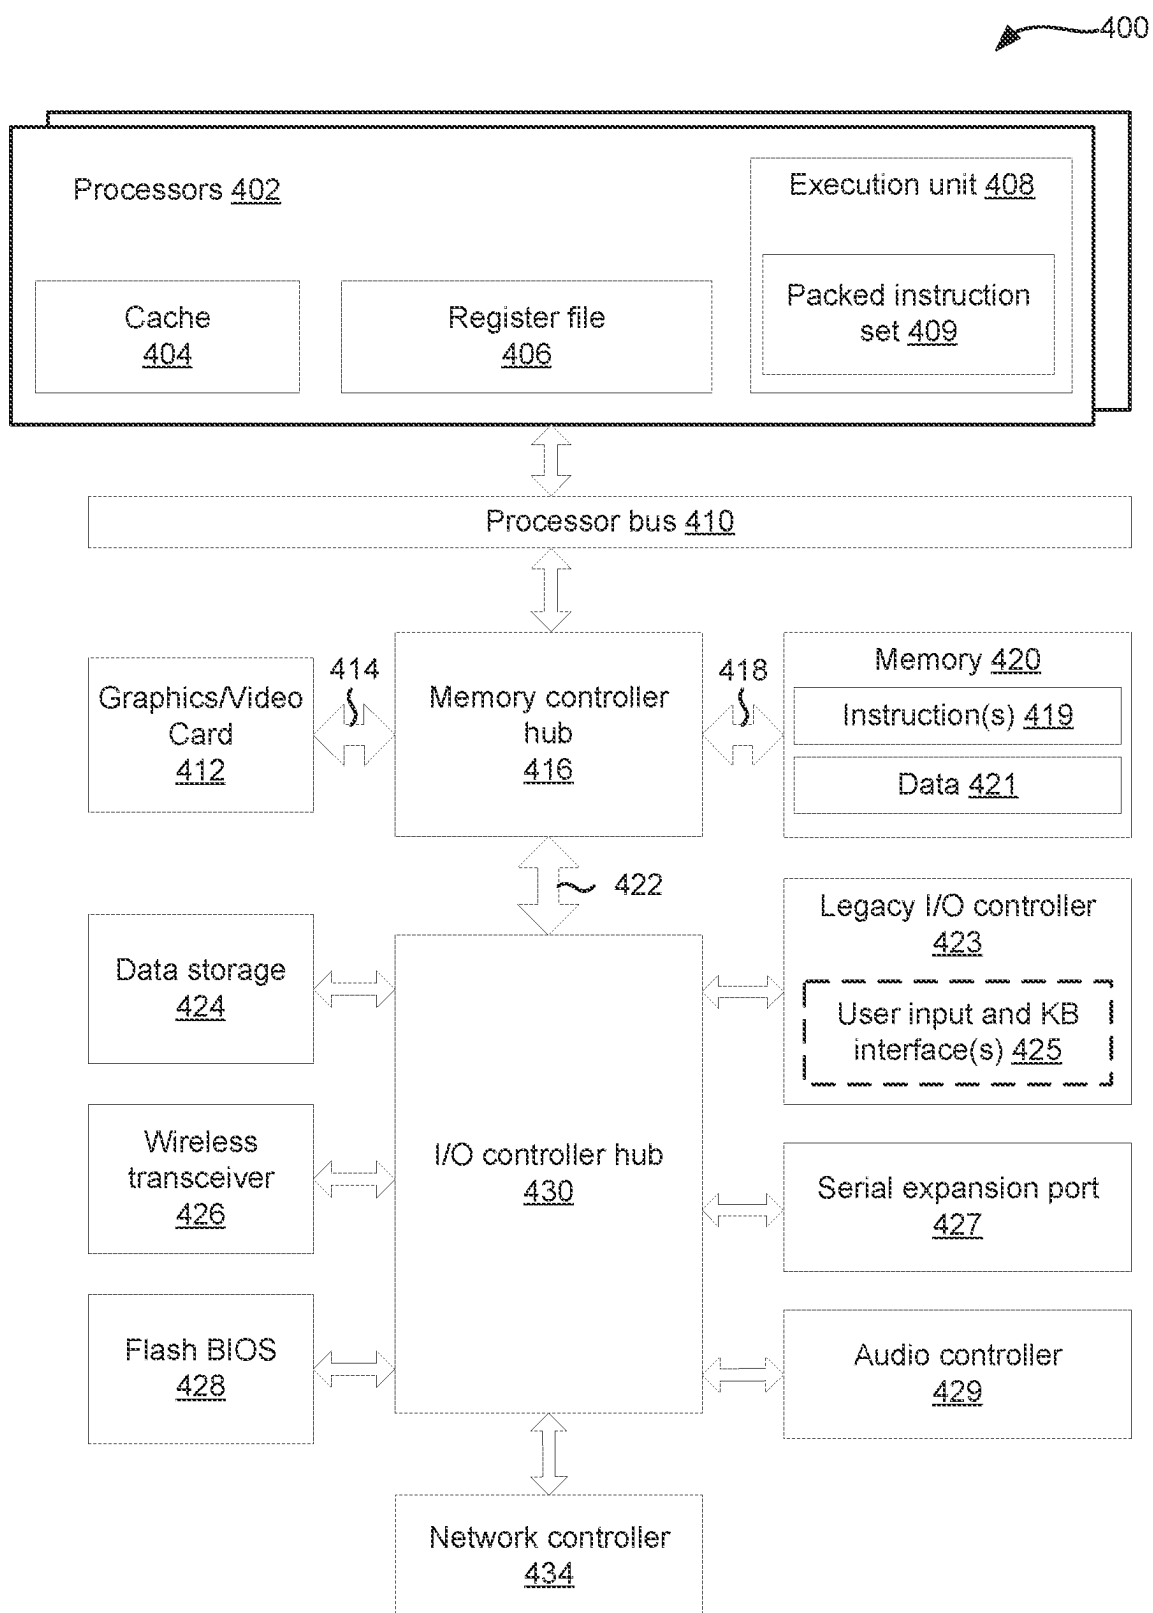 400
Processors 402
Execution unit 408
Packed instruction
set 409
Cache
404
Register file
406
Processor bus 410
Graphics/Video
Card
412
414
Memory controller
hub
416
418
Memory 420
Instruction(s) 419
Data 421
422
Data storage
424
Legacy I/O controller
423
User input and KB
interface(s) 425
Wireless
transceiver
426
I/O controller hub
430
Serial expansion port
427
Flash BIOS
428
Audio controller
429
Network controller
434